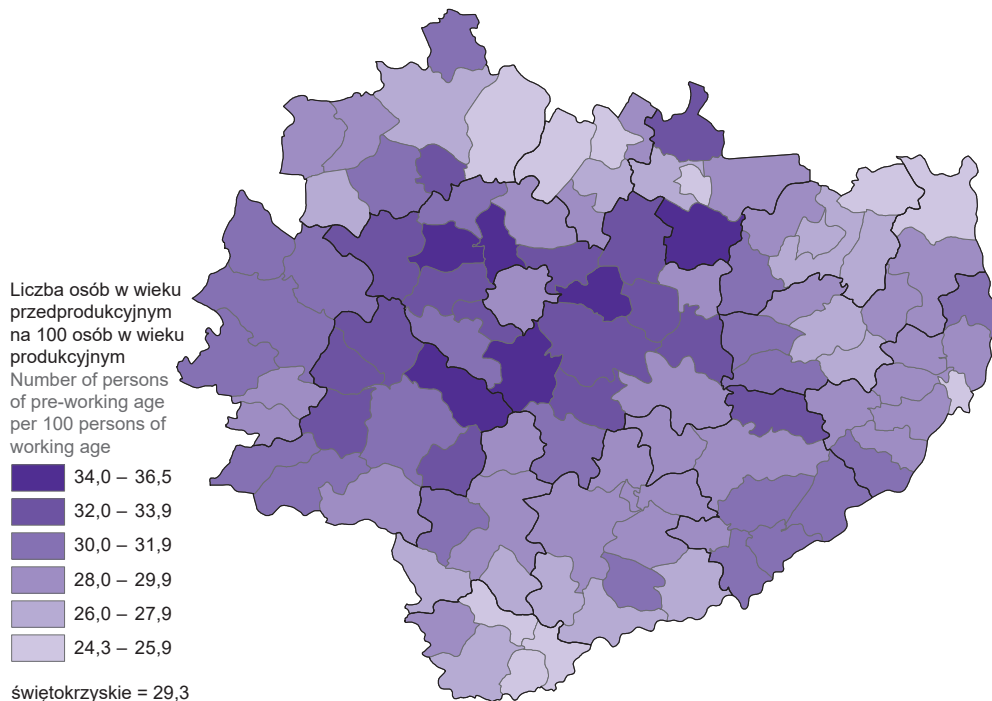 Liczba osób w wieku
przedprodukcyjnym
na 100 osób w wieku
produkcyjnym
Number of persons
of pre-working age
per 100 persons of
working age
34,0 – 36,5
32,0 – 33,9
30,0 – 31,9
28,0 – 29,9
26,0 – 27,9
24,3 – 25,9
świętokrzyskie = 29,3